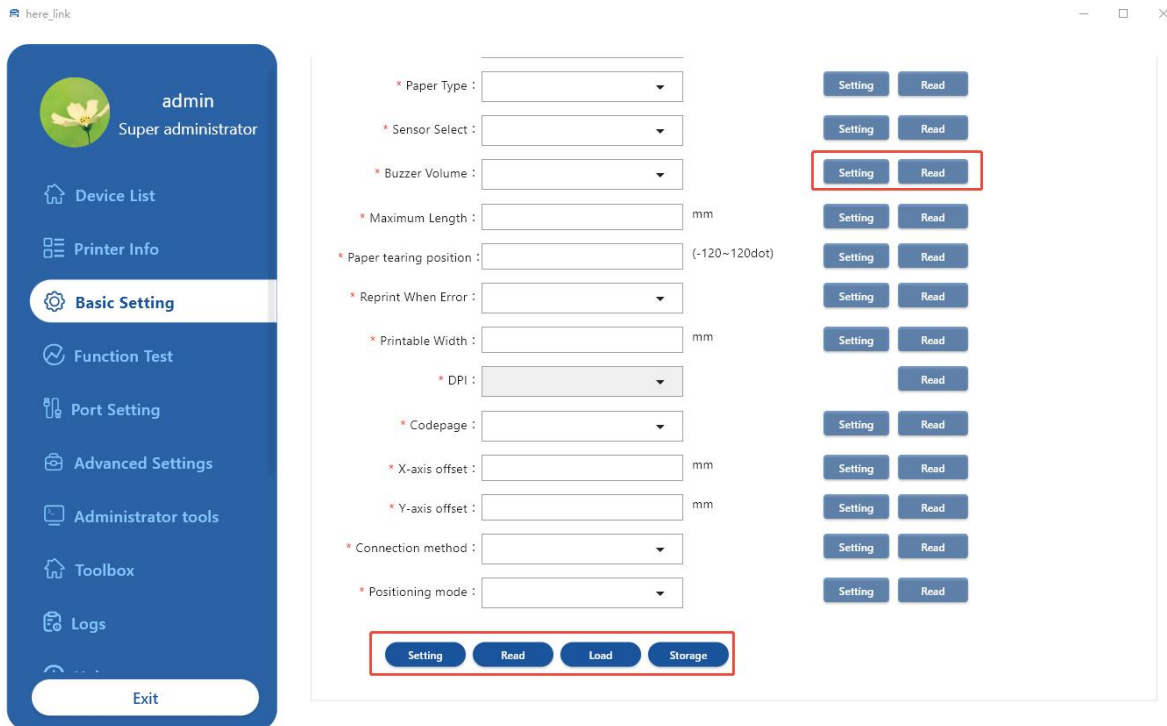 here_link
admin
Super administrator
Device List
Printer Info
Basic Setting
Function Test
Port Setting
Advanced Settings
Administrator tools
Toolbox
Logs
Exit
* Paper Type : Setting Read
* Sensor Select : Setting Read
* Buzzer Volume : Setting Read
* Maximum Length : mm Setting Read
* Paper tearing position : (-120~120dot) Setting Read
* Reprint When Error : Setting Read
* Printable Width : mm Setting Read
* DPI : Read
* Codepage : Setting Read
* X-axis offset : mm Setting Read
* Y-axis offset : mm Setting Read
* Connection method : Setting Read
* Positioning mode : Setting Read
Setting Read Load Storage